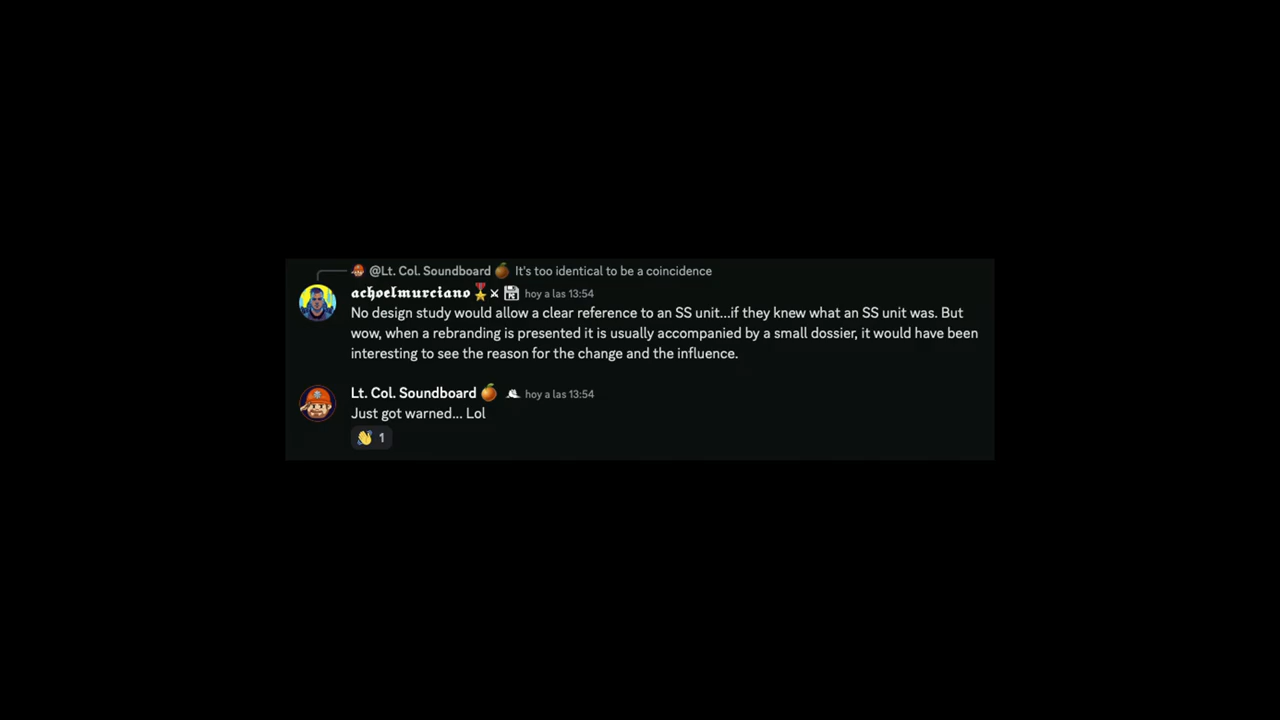 @Lt. Col. Soundboard 🍊 It's too identical to be a coincidence
achoelmurciano 🎖️⚔ 💾 hoy a las 13:54
No design study would allow a clear reference to an SS unit...if they knew what an SS unit was. But
wow, when a rebranding is presented it is usually accompanied by a small dossier, it would have been
interesting to see the reason for the change and the influence.
Lt. Col. Soundboard 🍊 hoy a las 13:54
Just got warned... Lol
👋 1